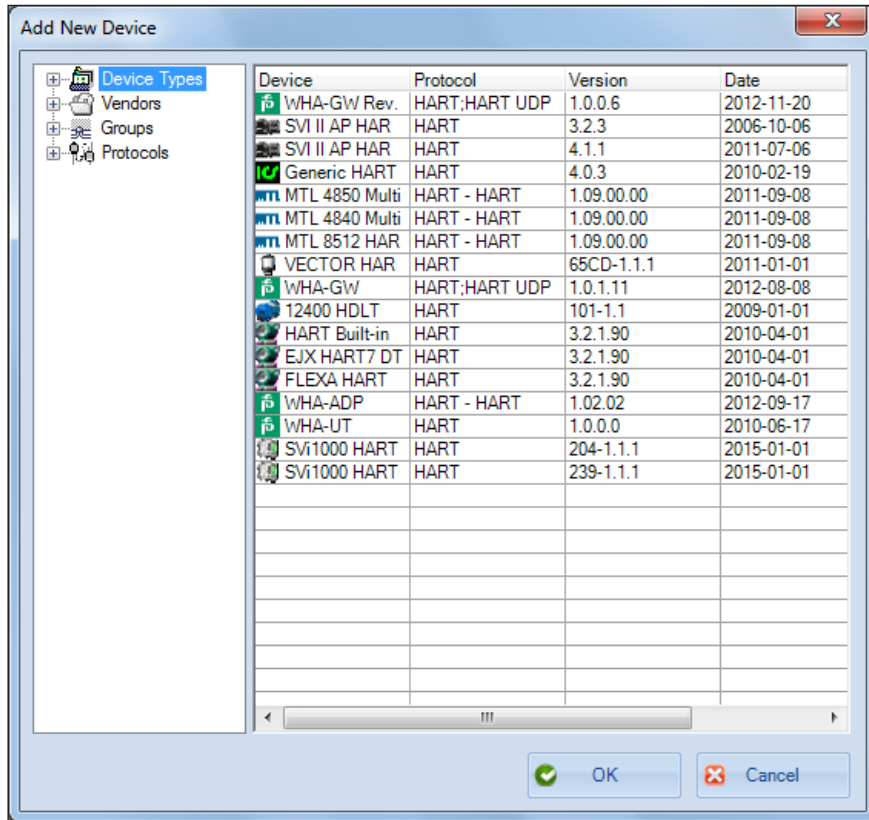 Add New Device
Device Types
Vendors
Groups
Protocols
Device Protocol Version Date
WHA-GW Rev. HART;HART UDP 1.0.0.6 2012-11-20
SVI II AP HAR HART 3.2.3 2006-10-06
SVI II AP HAR HART 4.1.1 2011-07-06
Generic HART HART 4.0.3 2010-02-19
MTL 4850 Multi HART - HART 1.09.00.00 2011-09-08
MTL 4840 Multi HART - HART 1.09.00.00 2011-09-08
MTL 8512 HAR HART - HART 1.09.00.00 2011-09-08
VECTOR HAR HART 65CD-1.1.1 2011-01-01
WHA-GW HART;HART UDP 1.0.1.11 2012-08-08
12400 HDLT HART 101-1.1 2009-01-01
HART Built-in HART 3.2.1.90 2010-04-01
EJX HART7 DT HART 3.2.1.90 2010-04-01
FLEXA HART HART 3.2.1.90 2010-04-01
WHA-ADP HART - HART 1.02.02 2012-09-17
WHA-UT HART 1.0.0.0 2010-06-17
SVi1000 HART HART 204-1.1.1 2015-01-01
SVi1000 HART HART 239-1.1.1 2015-01-01
OK Cancel